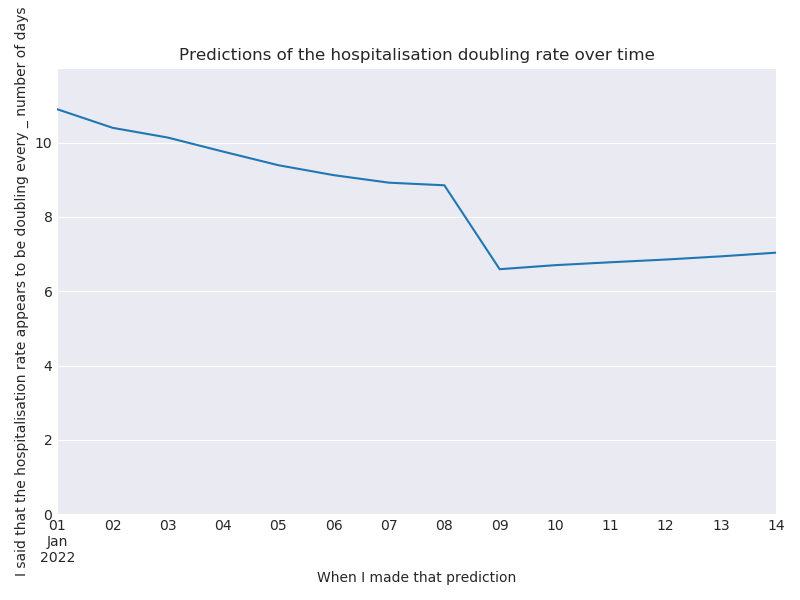 Predictions of the hospitalisation doubling rate over time
I said that the hospitalisation rate appears to be doubling every _ number of days
10
8
6
4
2
0
01 02 03 04 05 06 07 08 09 10 11 12 13 14
Jan
2022
When I made that prediction